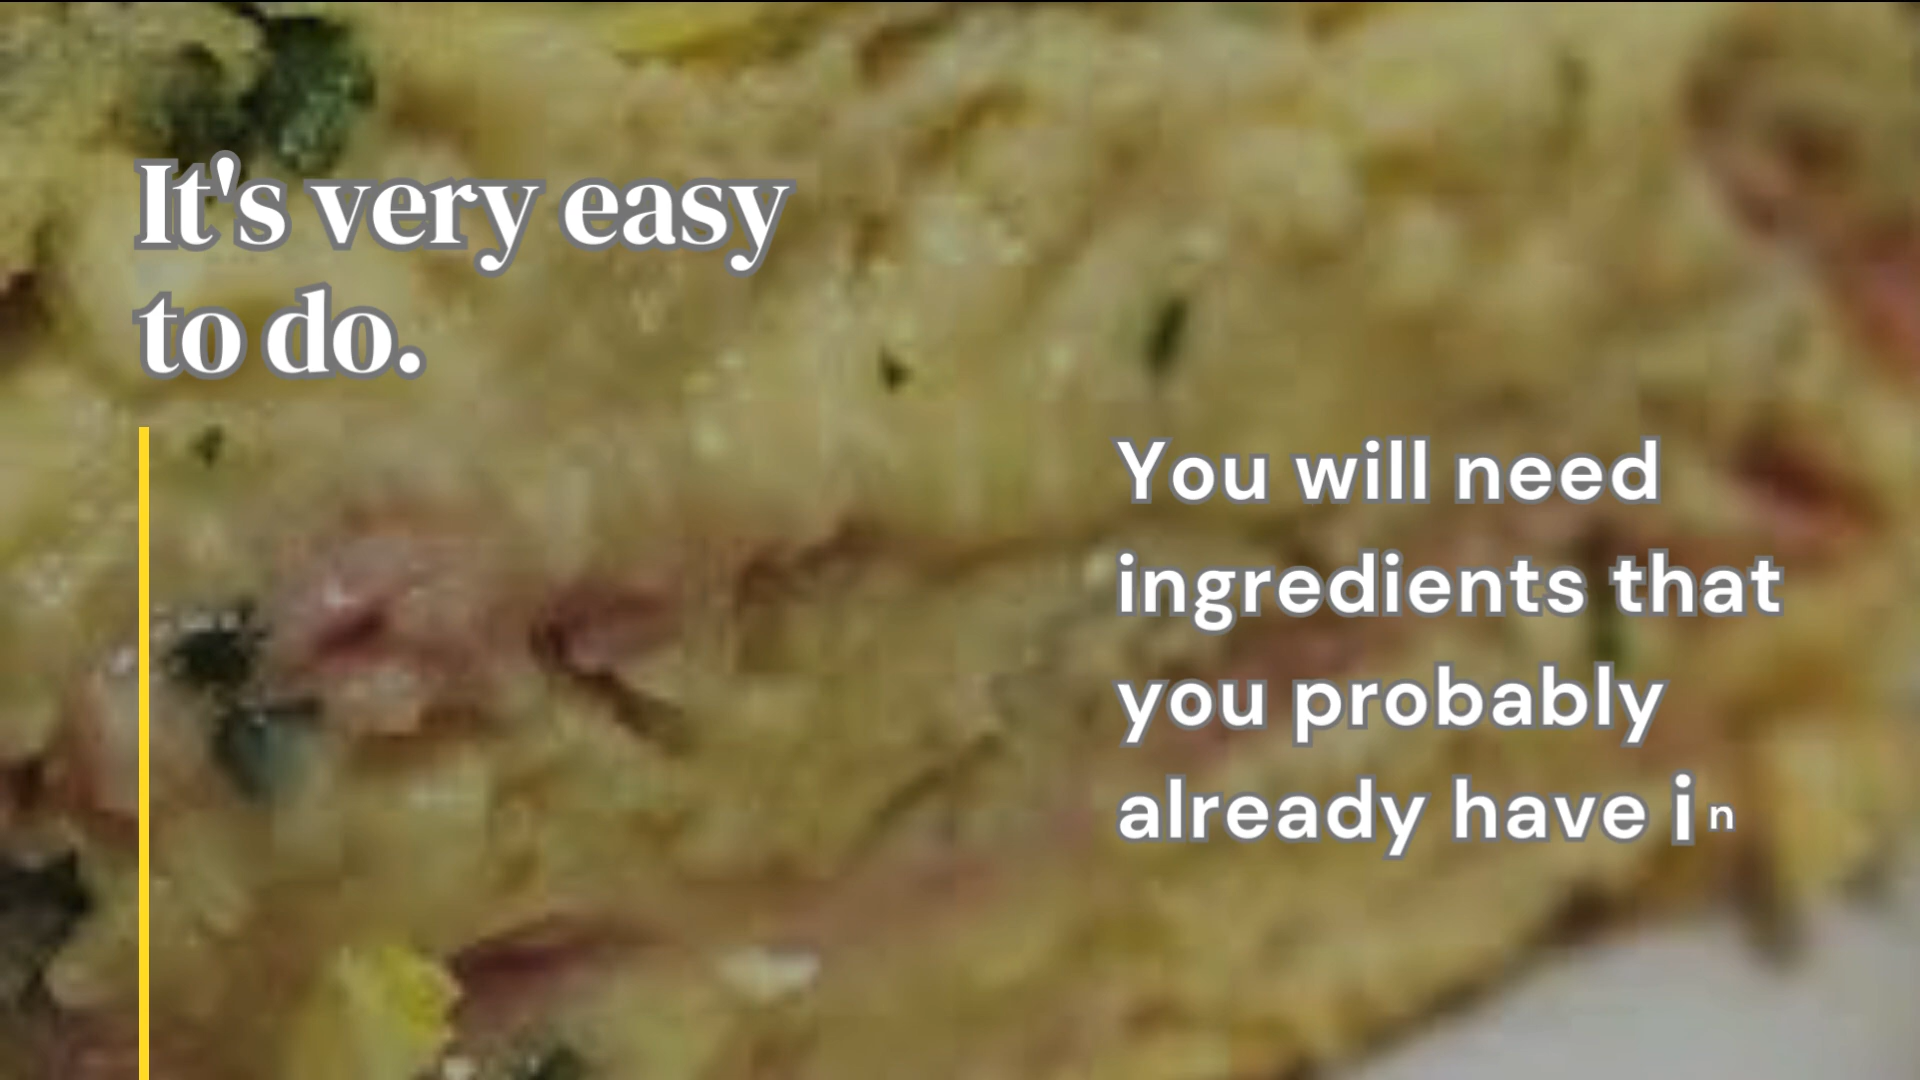 It's very easy
to do.
You will need
ingredients that
you probably
already have in